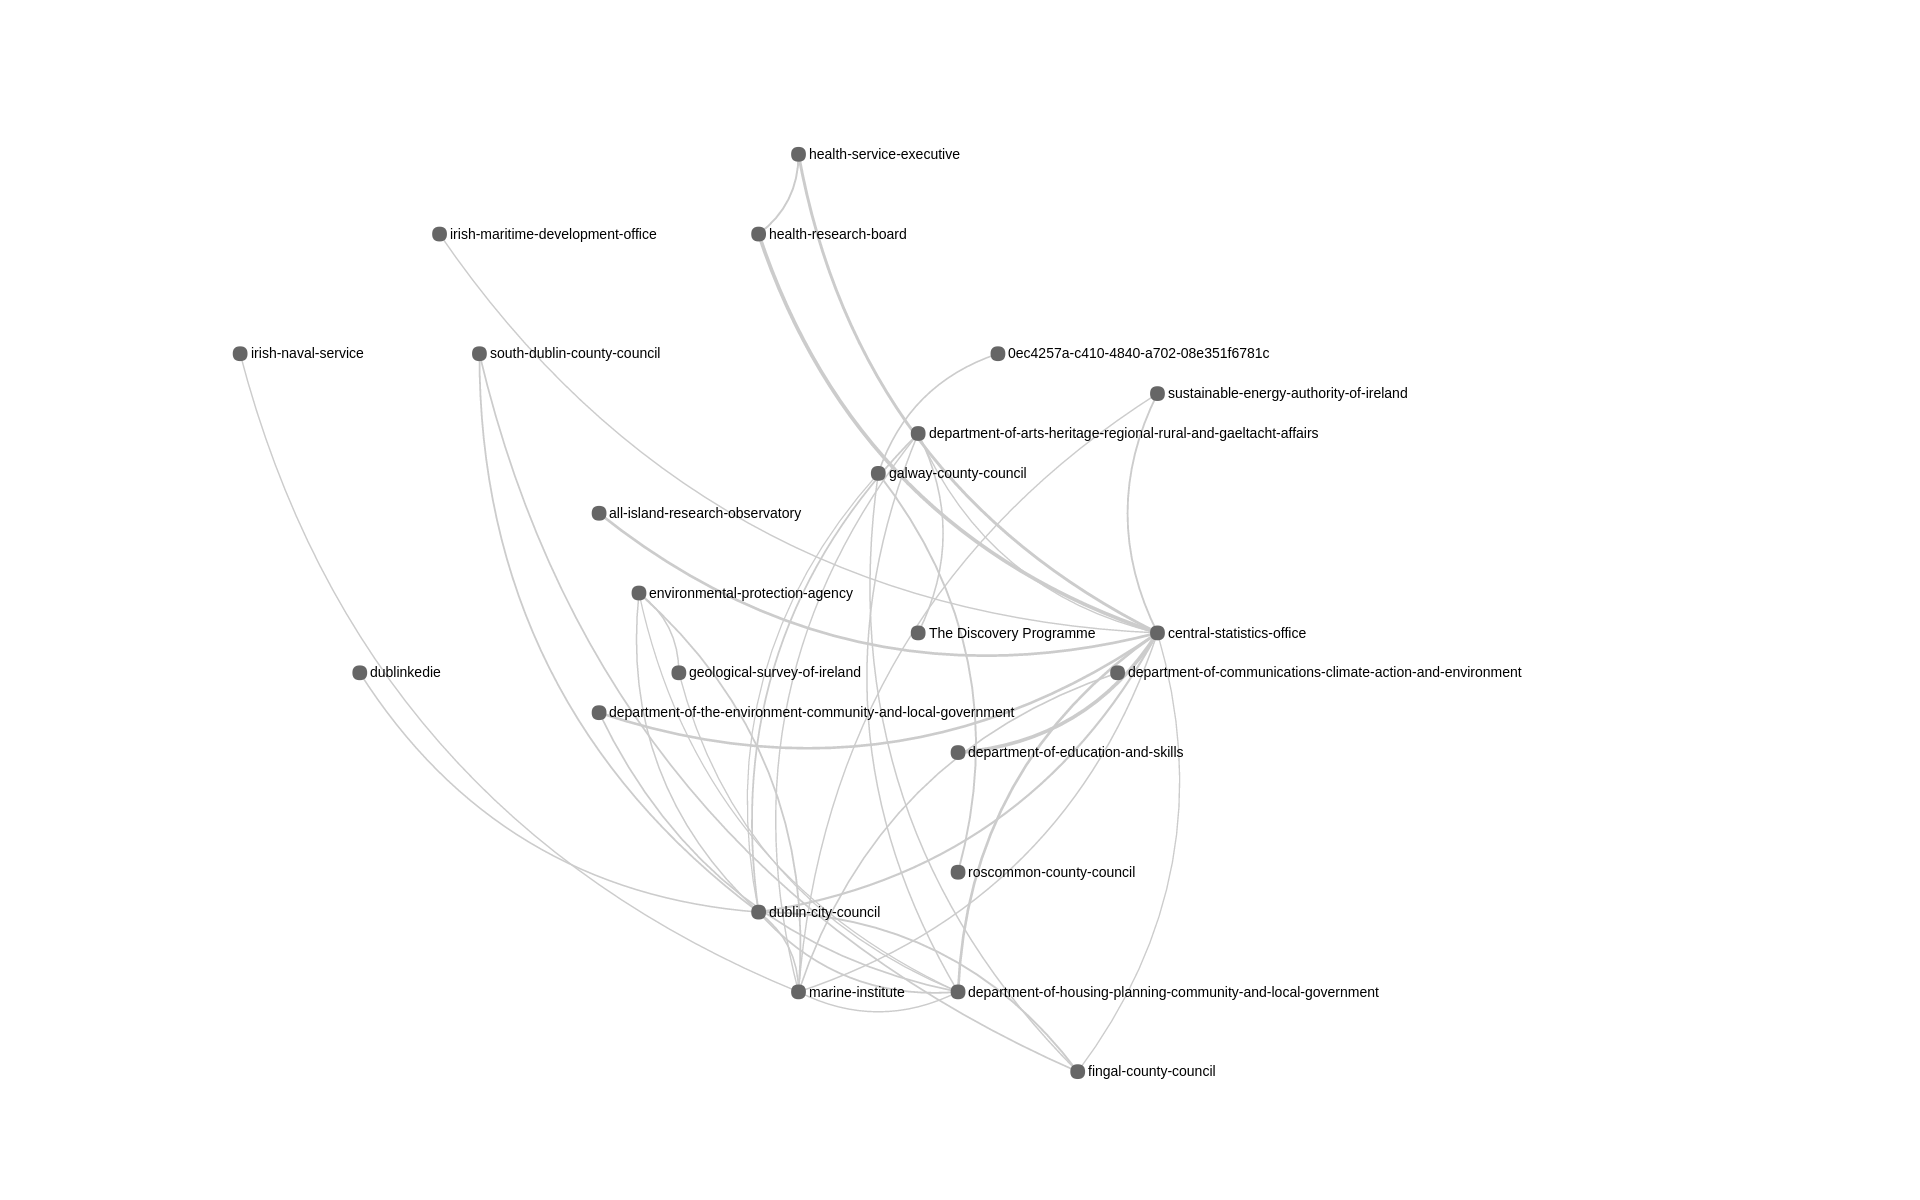 health-service-executive
irish-maritime-development-office
health-research-board
irish-naval-service
south-dublin-county-council
0ec4257a-c410-4840-a702-08e351f6781c
sustainable-energy-authority-of-ireland
department-of-arts-heritage-regional-rural-and-gaeltacht-affairs
galway-county-council
all-island-research-observatory
environmental-protection-agency
The Discovery Programme
central-statistics-office
dublinkedie
geological-survey-of-ireland
department-of-communications-climate-action-and-environment
department-of-the-environment-community-and-local-government
department-of-education-and-skills
roscommon-county-council
dublin-city-council
marine-institute
department-of-housing-planning-community-and-local-government
fingal-county-council